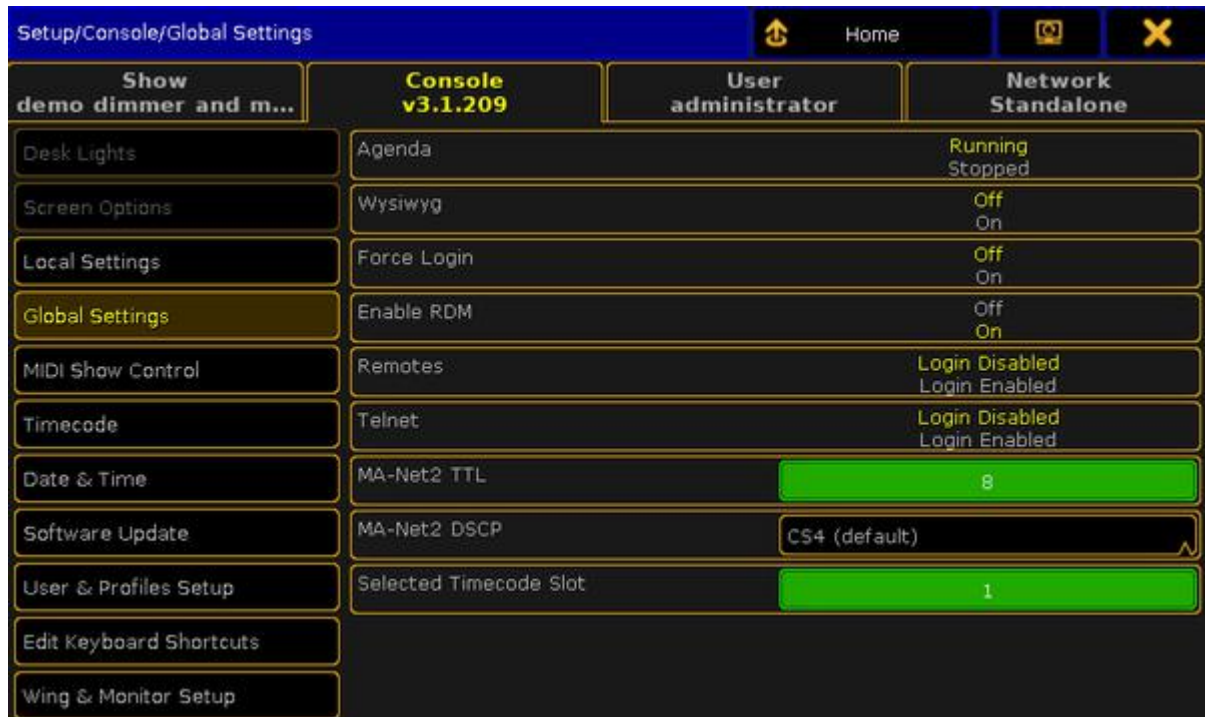 Setup/Console/Global Settings
Home
Show
demo dimmer and m...
Console
v3.1.209
User
administrator
Network
Standalone
Desk Lights
Screen Options
Local Settings
Global Settings
MIDI Show Control
Timecode
Date & Time
Software Update
User & Profiles Setup
Edit Keyboard Shortcuts
Wing & Monitor Setup
Agenda
Running
Stopped
Wysiwyg
Off
On
Force Login
Off
On
Enable RDM
Off
On
Remotes
Login Disabled
Login Enabled
Telnet
Login Disabled
Login Enabled
MA-Net2 TTL
8
MA-Net2 DSCP
CS4 (default)
Selected Timecode Slot
1